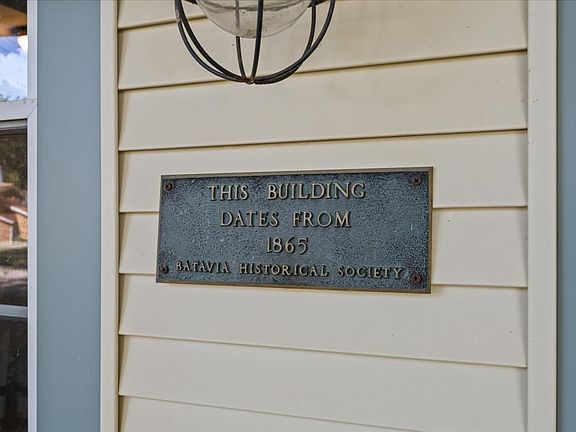 THIS BUILDING
DATES FROM
1865
BATAVIA HISTORICAL SOCIETY